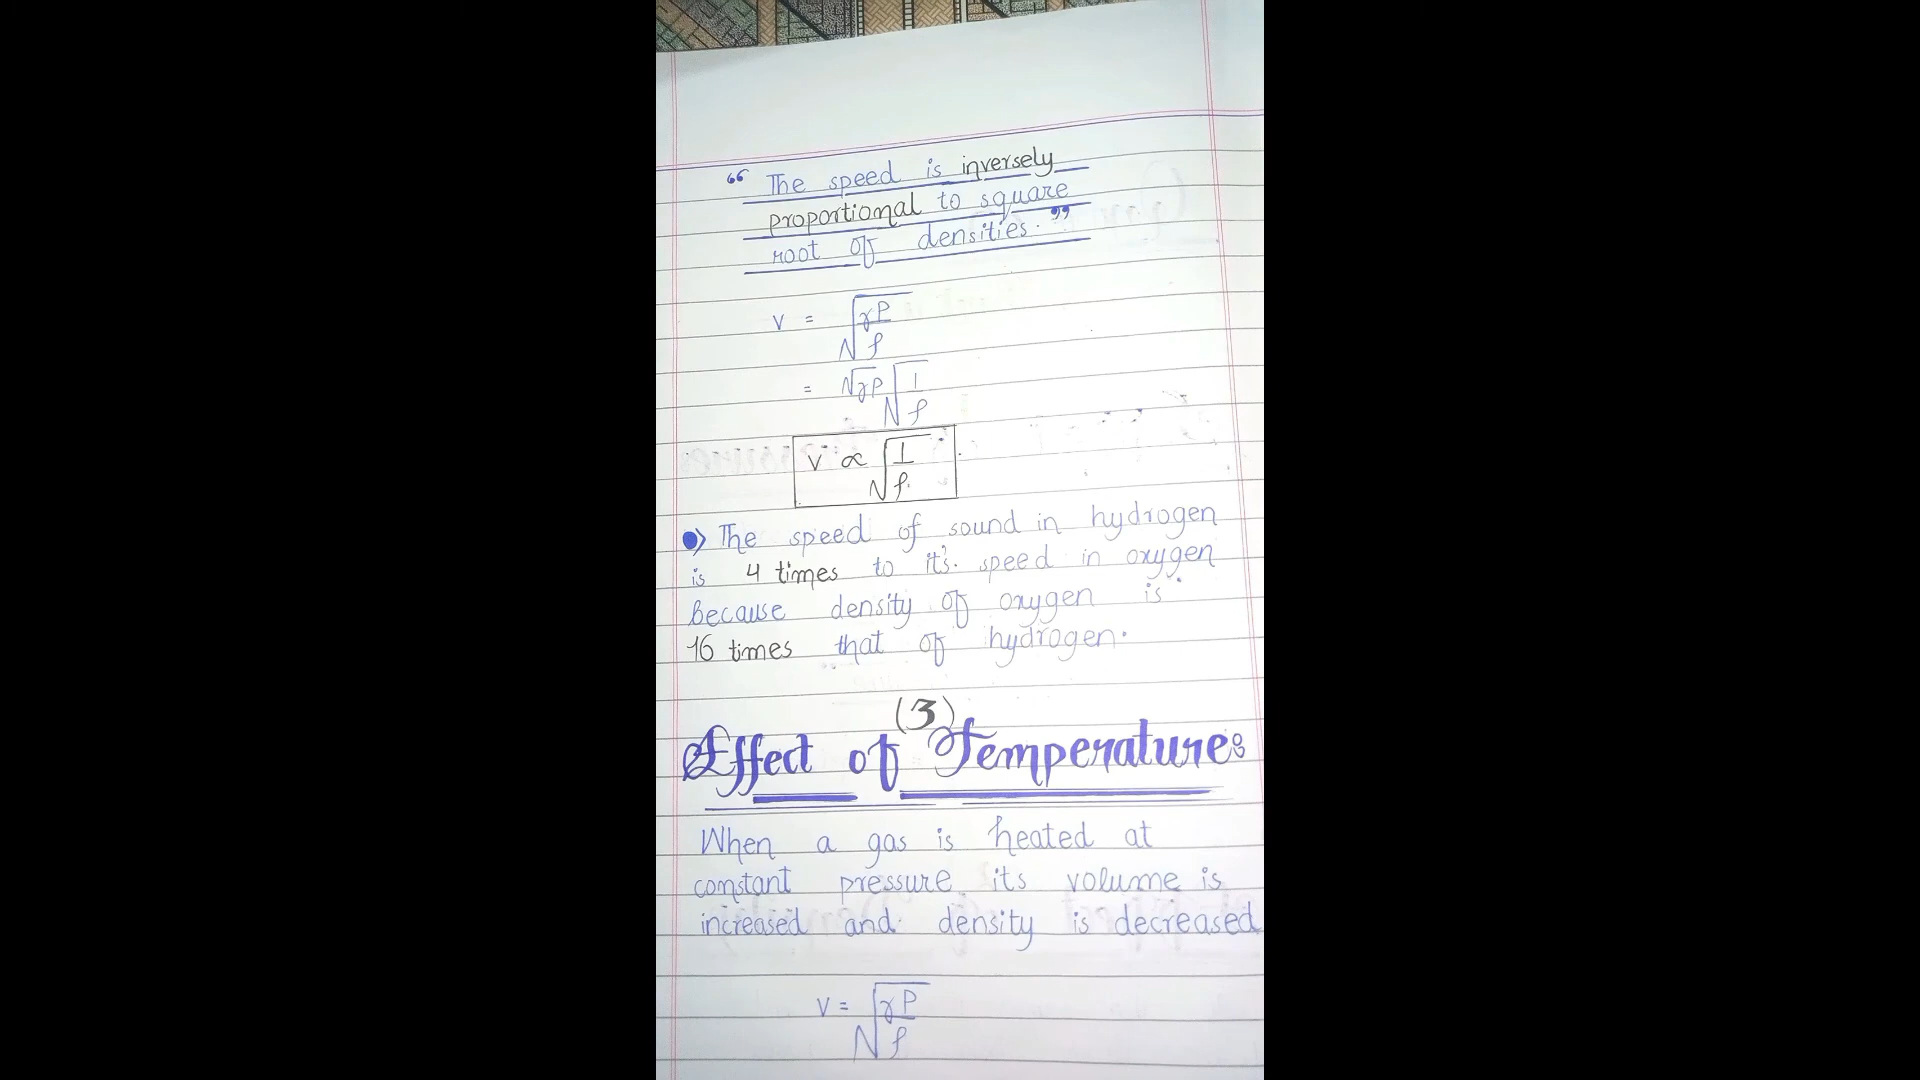 “ The speed is inversely
proportional to square
root of densities. ”
v = √(γP/ρ)
= √γP √(1/ρ)
v ∝ √(1/ρ)
The speed of sound in hydrogen
is 4 times to it's. speed in oxygen
Because density of oxygen is
16 times that of hydrogen.
(3)
Effect of Temperature:
When a gas is heated at
constant pressure its volume is
increased and density is decreased
v = √(γP/ρ)